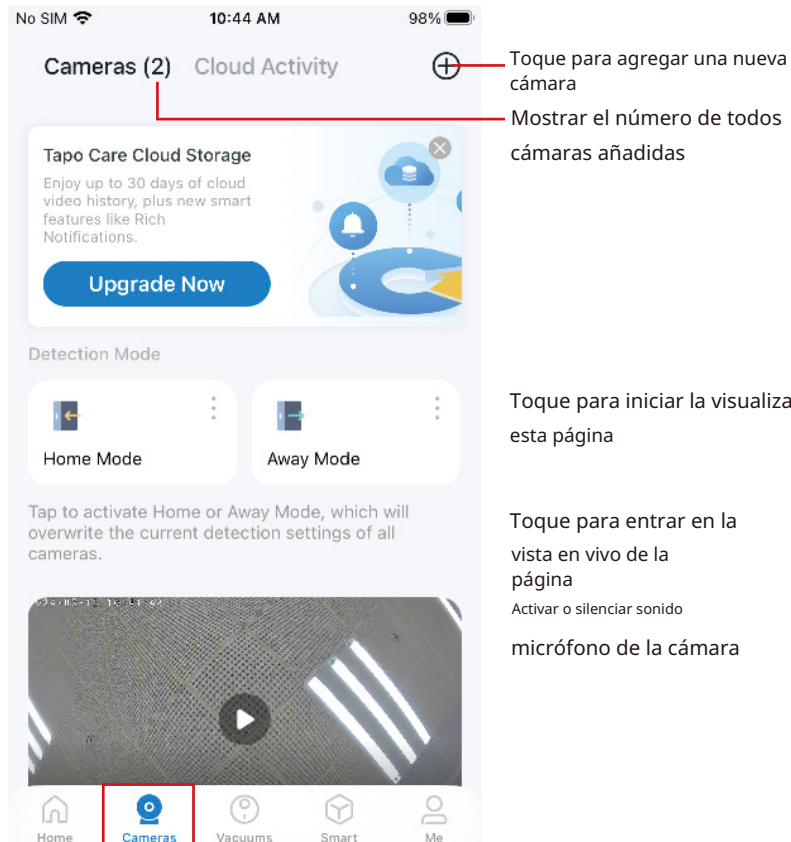 No SIM 10:44 AM 98%
Cameras (2) Cloud Activity
Toque para agregar una nueva
cámara
Mostrar el número de todos
cámaras añadidas
Tapo Care Cloud Storage
Enjoy up to 30 days of cloud
video history, plus new smart
features like Rich
Notifications.
Upgrade Now
Detection Mode
Home Mode
Away Mode
Toque para iniciar la visualiza
esta página
Tap to activate Home or Away Mode, which will
overwrite the current detection settings of all
cameras.
Toque para entrar en la
vista en vivo de la
página
Activar o silenciar sonido
micrófono de la cámara
Home Cameras Vacuums Smart Me